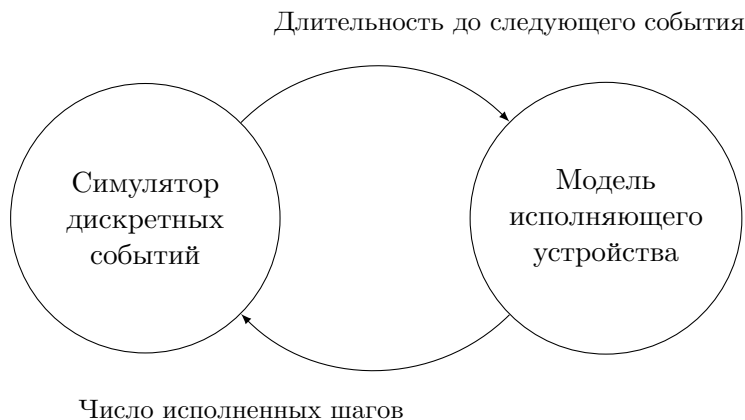 Длительность до следующего события
Симулятор
дискретных
событий
Модель
исполняющего
устройства
Число исполненных шагов